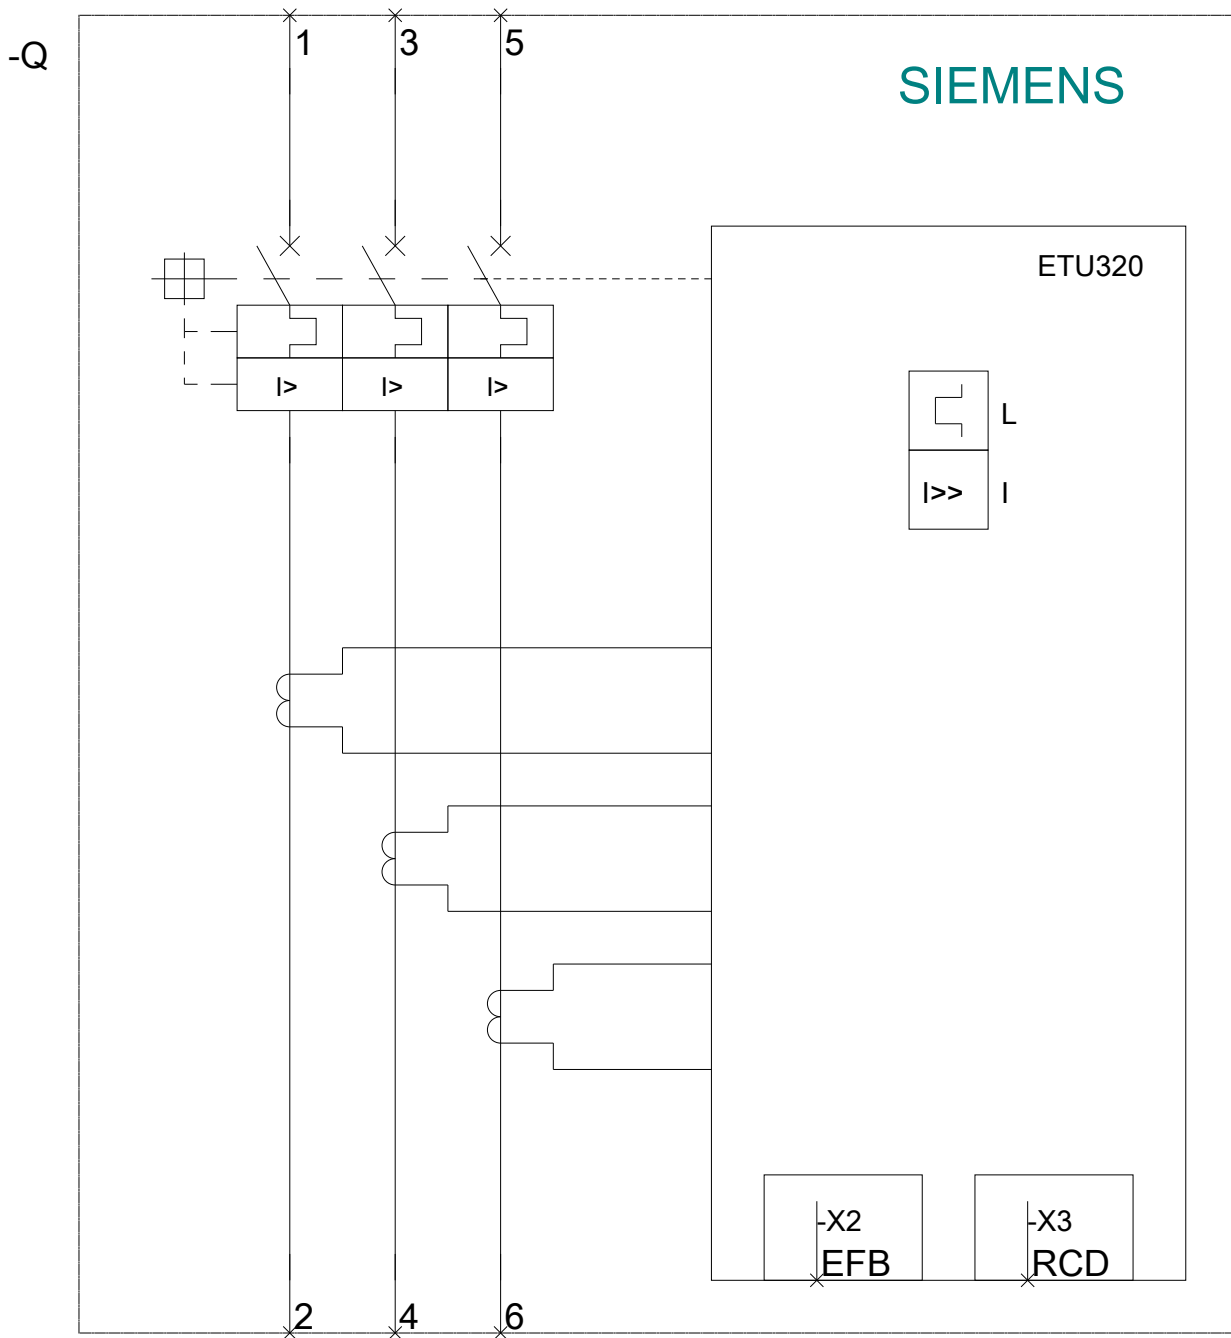 1 3 5
-Q
SIEMENS
ETU320
I> I> I>
L
I>> I
-X2 -X3
EFB RCD
2 4 6